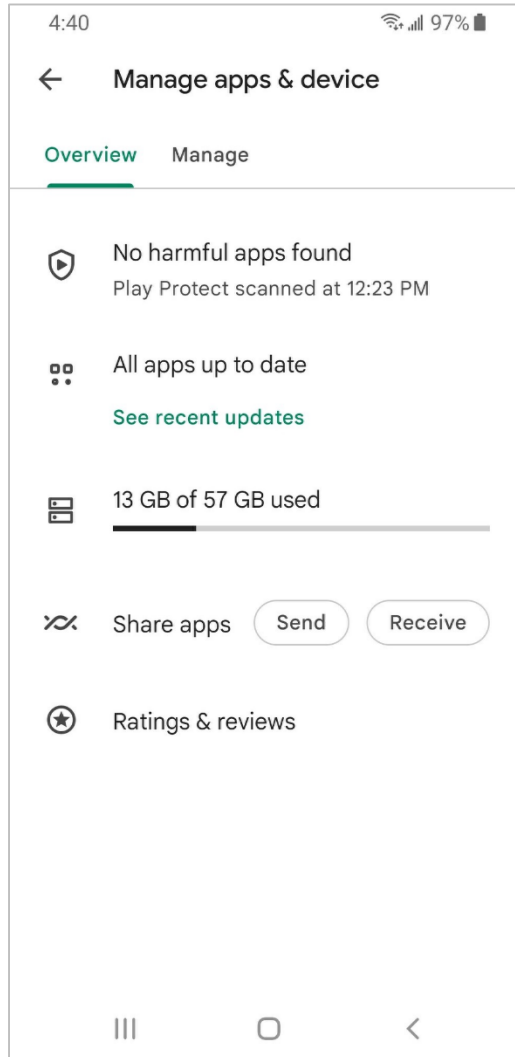 4:40 97%
Manage apps & device
Overview Manage
No harmful apps found
Play Protect scanned at 12:23 PM
All apps up to date
See recent updates
13 GB of 57 GB used
Share apps Send Receive
Ratings & reviews